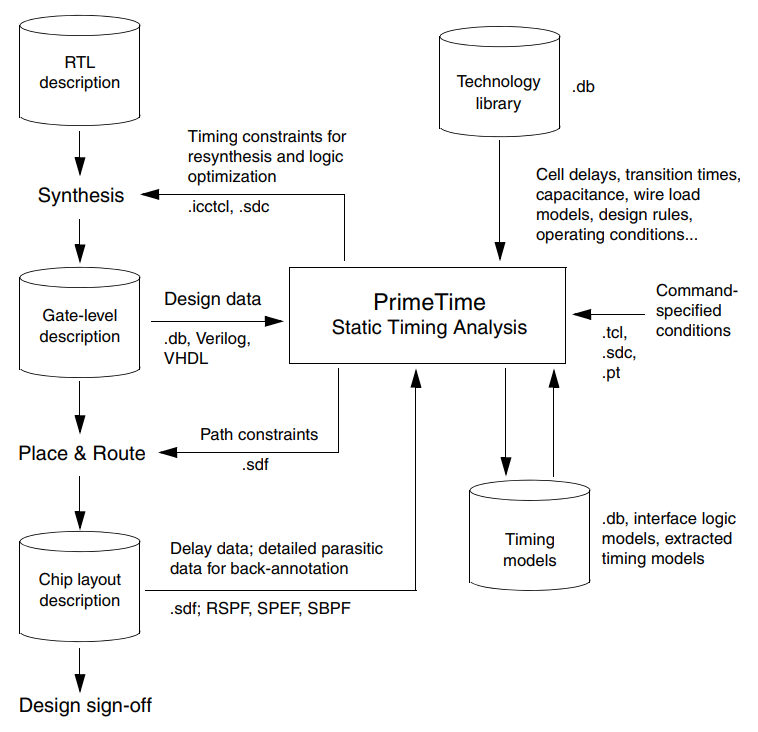 RTL
description
Technology
library
.db
Timing constraints for
resynthesis and logic
optimization
.icctcl, .sdc
Synthesis
Cell delays, transition times,
capacitance, wire load
models, design rules,
operating conditions...
Gate-level
description
Design data
.db, Verilog,
VHDL
PrimeTime
Static Timing Analysis
Command-
specified
conditions
.tcl,
.sdc,
.pt
Place & Route
Path constraints
.sdf
Timing
models
.db, interface logic
models, extracted
timing models
Chip layout
description
Delay data; detailed parasitic
data for back-annotation
.sdf; RSPF, SPEF, SBPF
Design sign-off